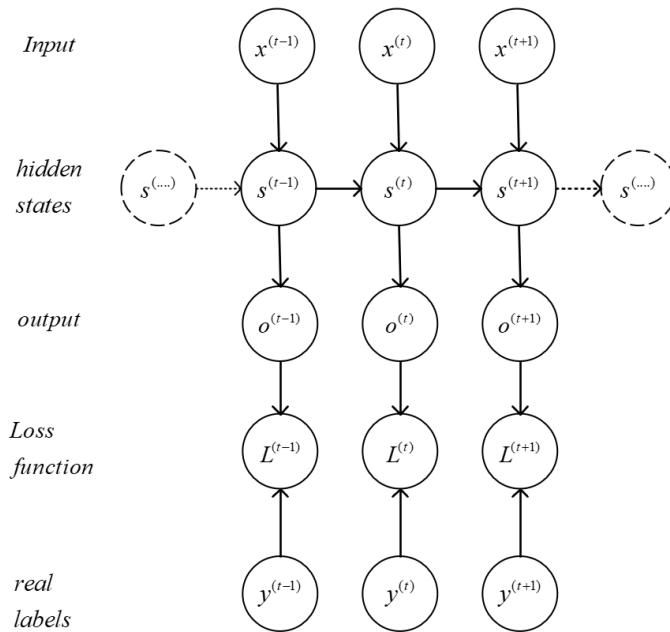 Input x^(t−1) x^(t) x^(t+1)
hidden
states
s^(....) s^(t−1) s^(t) s^(t+1) s^(....)
output o^(t−1) o^(t) o^(t+1)
Loss
function
L^(t−1) L^(t) L^(t+1)
real
labels
y^(t−1) y^(t) y^(t+1)